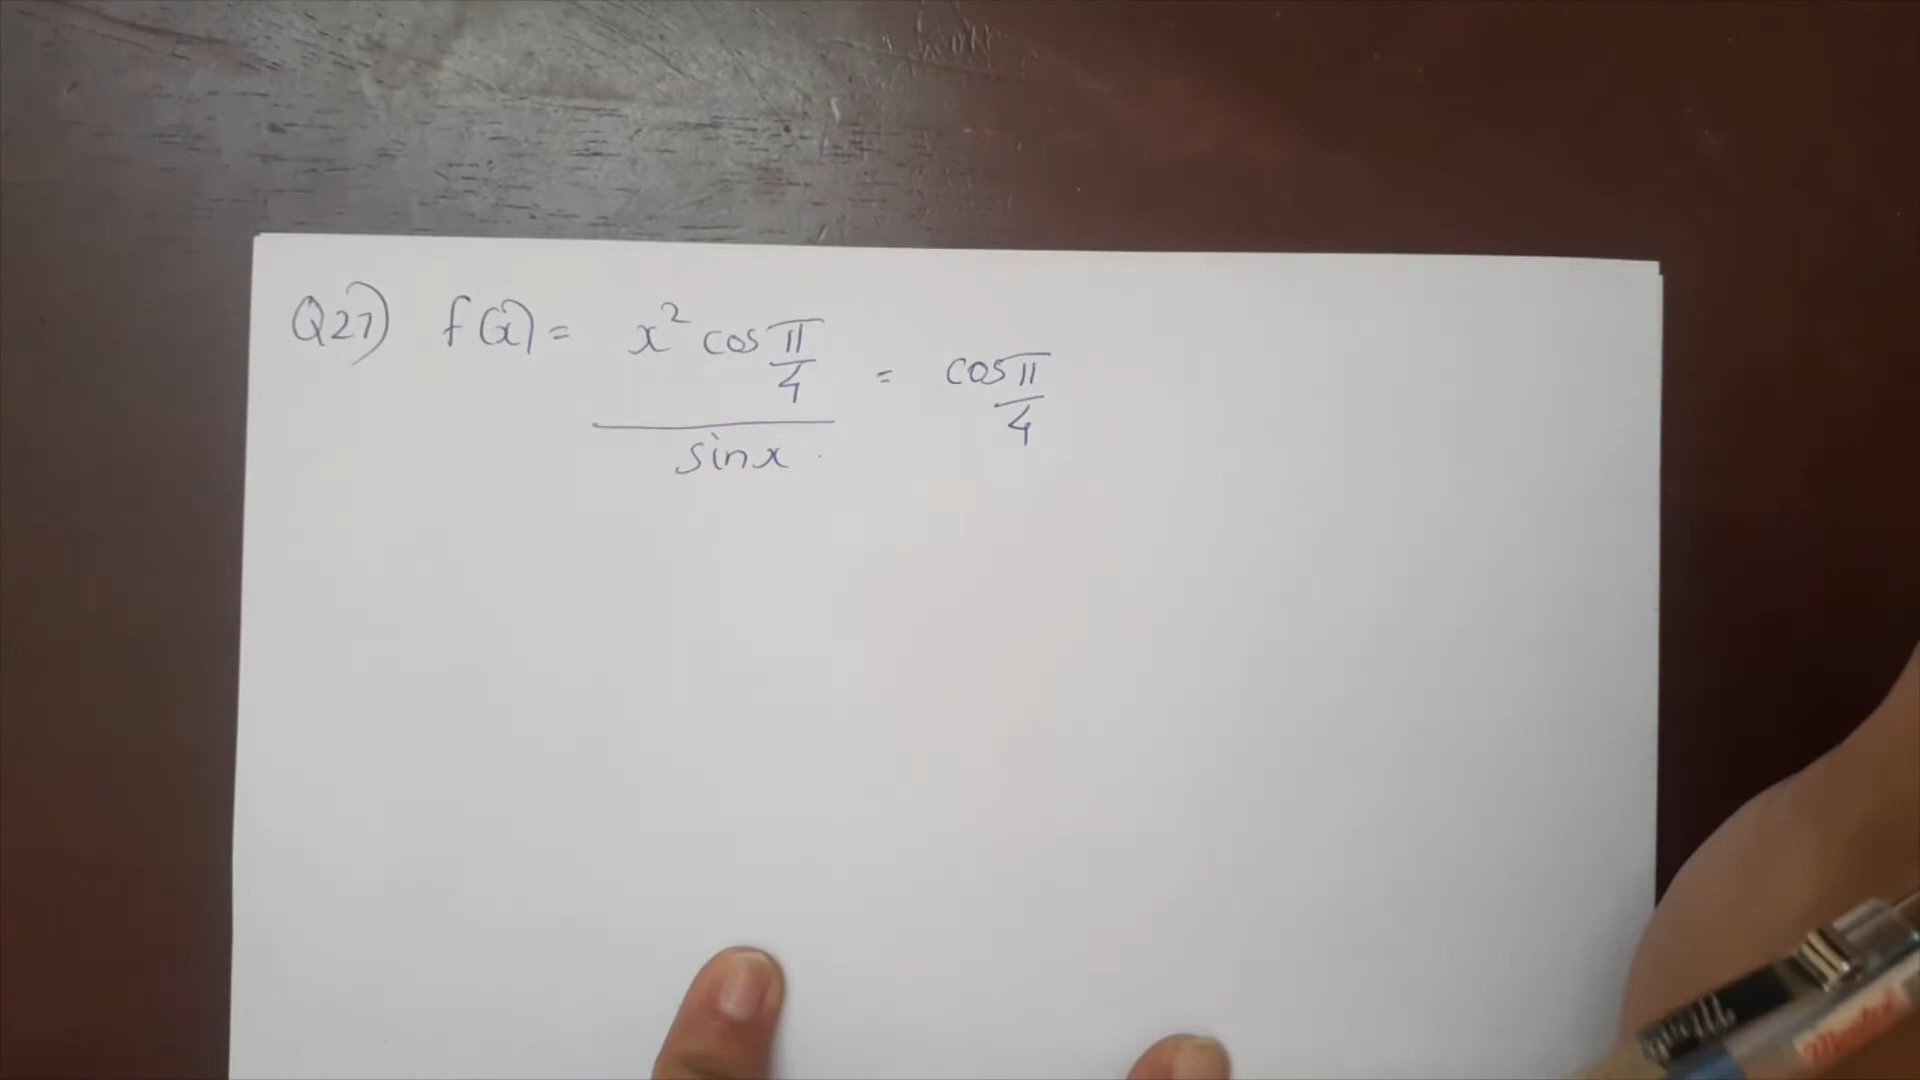 Q27) f(x) = x² cos π/4 / sin x = cos π/4